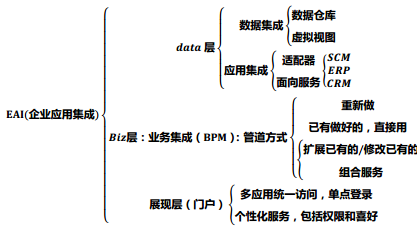 EAI(企业应用集成)
data 层
数据集成
数据仓库
虚拟视图
应用集成
适配器
面向服务
SCM
ERP
CRM
Biz层：业务集成（BPM）：管道方式
重新做
已有做好的，直接用
扩展已有的/修改已有的
组合服务
展现层（门户）
多应用统一访问，单点登录
个性化服务，包括权限和喜好